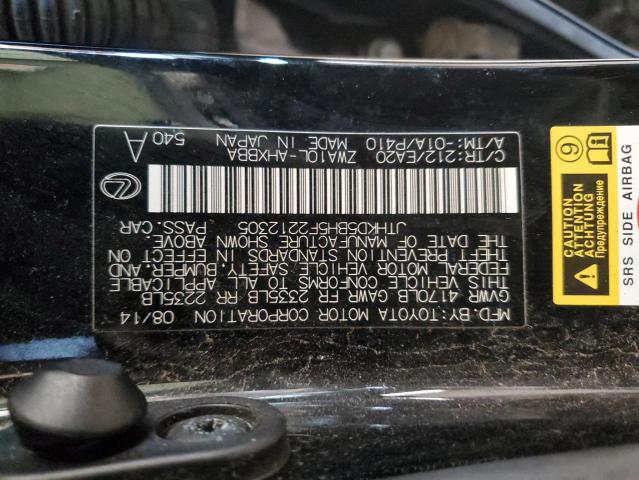 MFD. BY: TOYOTA MOTOR CORPORATION 08/14
GVWR 4170LB GAWR FR 2335LB RR 2235LB
THIS VEHICLE CONFORMS TO ALL APPLICABLE
FEDERAL MOTOR VEHICLE SAFETY, BUMPER, AND
THEFT PREVENTION STANDARDS IN EFFECT ON
THE DATE OF MANUFACTURE SHOWN ABOVE.
JTHKD5BH5F2212305 PASS. CAR
C/TR:212/EA20 ZWA10L-AHXBBA A
A/TM:-01A/P410 MADE IN JAPAN 540
CAUTION
ATTENTION
ACHTUNG
Предупреждение
SRS SIDE AIRBAG